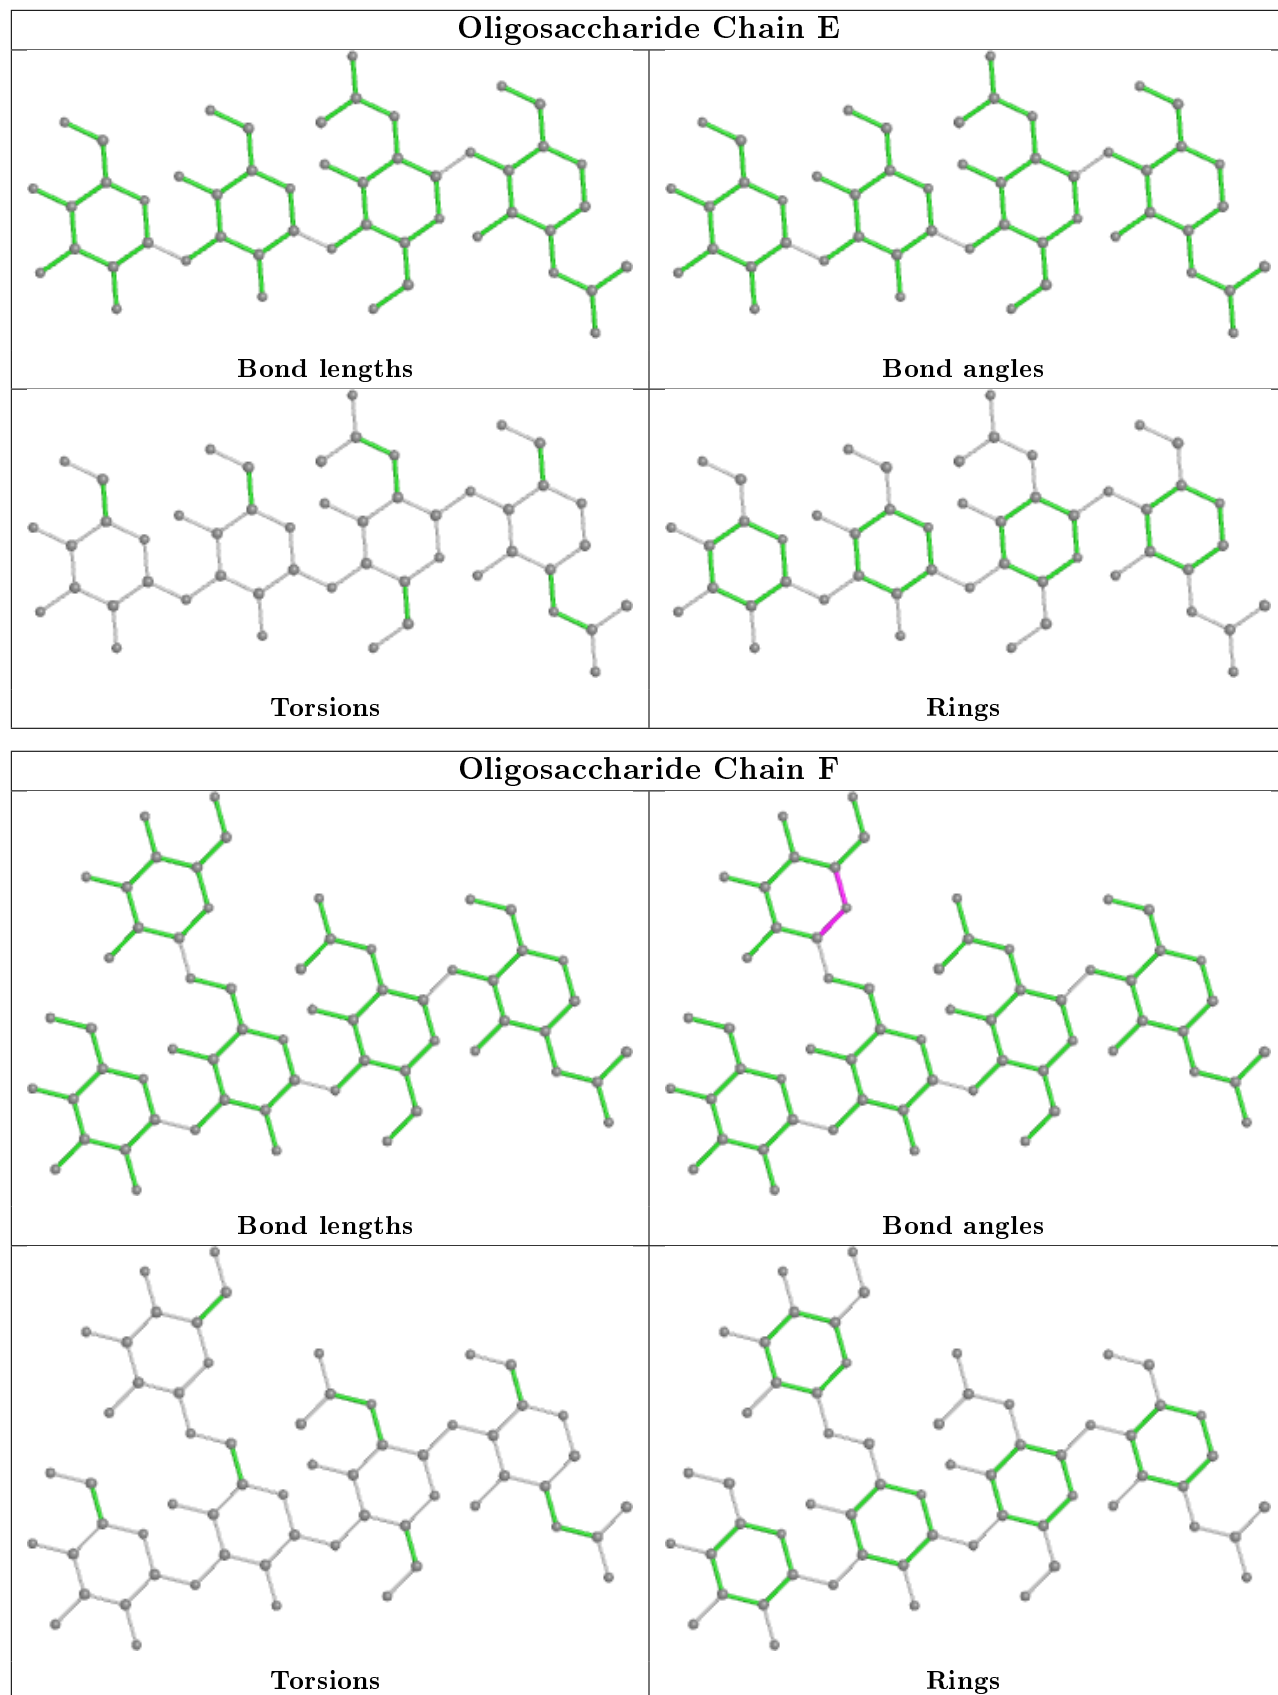 Oligosaccharide Chain E
Bond lengths
Bond angles
Torsions
Rings
Oligosaccharide Chain F
Bond lengths
Bond angles
Torsions
Rings